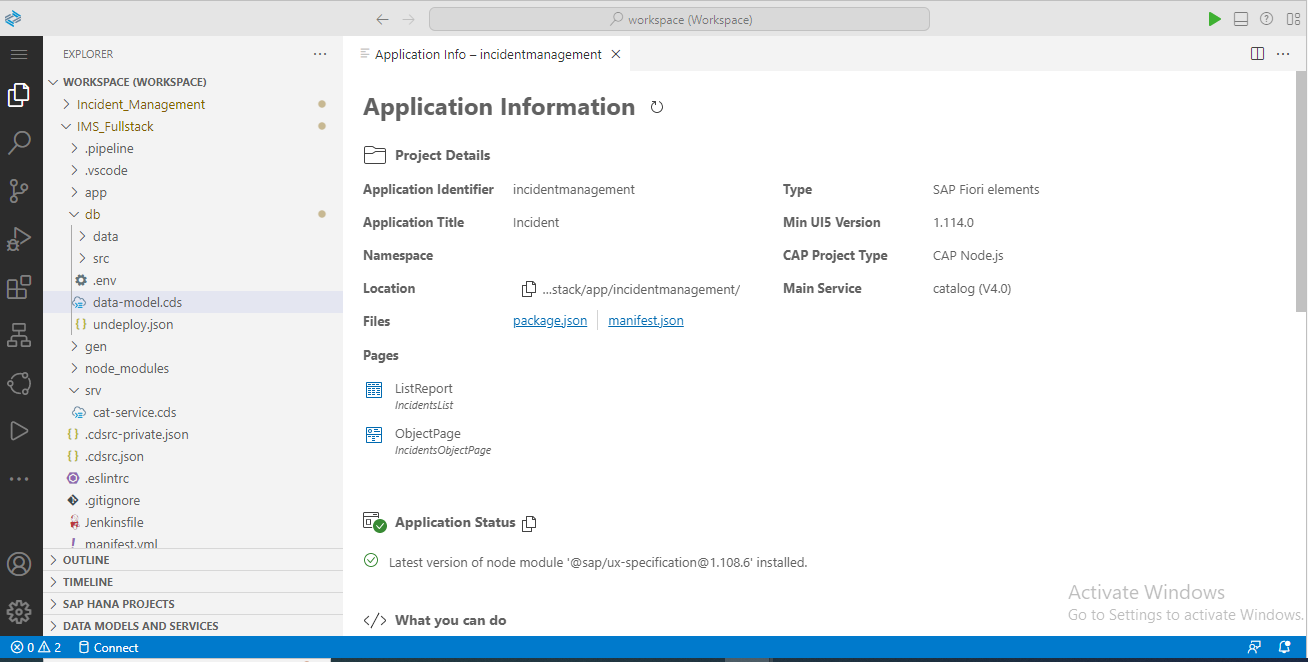 workspace (Workspace)
EXPLORER
WORKSPACE (WORKSPACE)
Incident_Management
IMS_Fullstack
.pipeline
.vscode
app
db
data
src
.env
data-model.cds
undeploy.json
gen
node_modules
srv
cat-service.cds
.cdsrc-private.json
.cdsrc.json
.eslintrc
.gitignore
Jenkinsfile
manifest.yml
OUTLINE
TIMELINE
SAP HANA PROJECTS
DATA MODELS AND SERVICES
Application Info – incidentmanagement
Application Information
Project Details
Application Identifier incidentmanagement Type SAP Fiori elements
Application Title Incident Min UI5 Version 1.114.0
Namespace CAP Project Type CAP Node.js
Location ...stack/app/incidentmanagement/ Main Service catalog (V4.0)
Files package.json manifest.json
Pages
ListReport
IncidentsList
ObjectPage
IncidentsObjectPage
Application Status
Latest version of node module '@sap/ux-specification@1.108.6' installed.
What you can do
Activate Windows
Go to Settings to activate Windows.
0 2 Connect